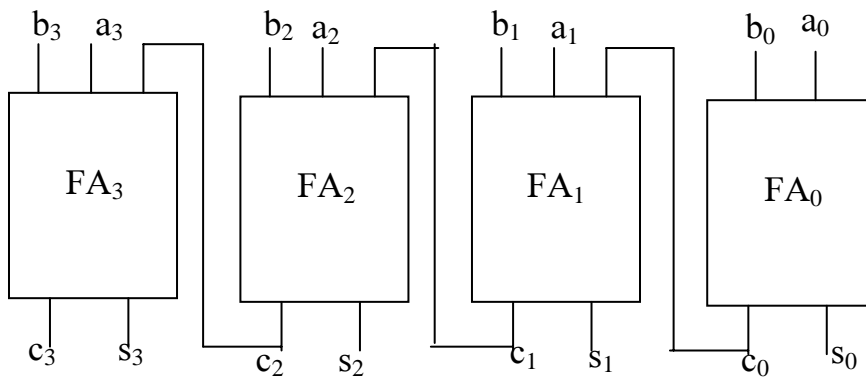 b₃ a₃ b₂ a₂ b₁ a₁ b₀ a₀
FA₃ FA₂ FA₁ FA₀
c₃ s₃ c₂ s₂ c₁ s₁ c₀ s₀